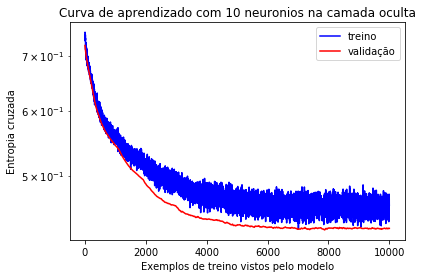 Curva de aprendizado com 10 neuronios na camada oculta
treino
validação
7 × 10⁻¹
6 × 10⁻¹
5 × 10⁻¹
Entropia cruzada
0 2000 4000 6000 8000 10000
Exemplos de treino vistos pelo modelo